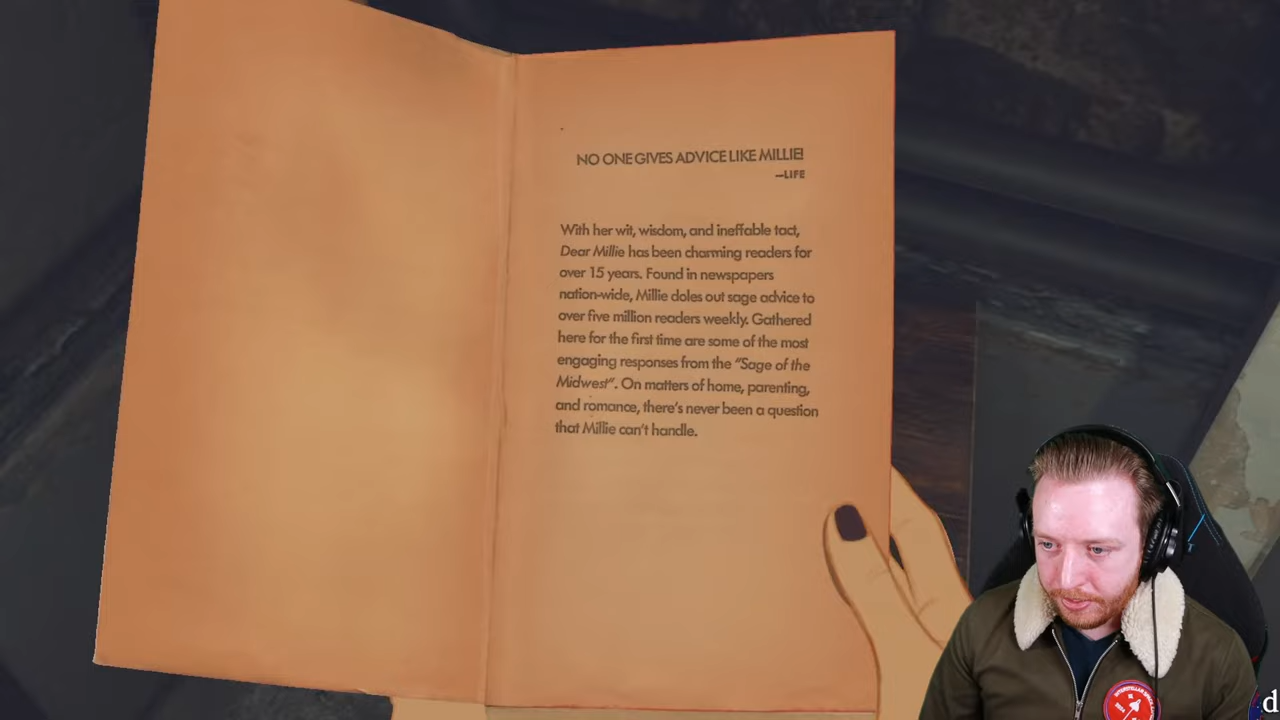 NO ONE GIVES ADVICE LIKE MILLIE!
—LIFE
With her wit, wisdom, and ineffable tact,
Dear Millie has been charming readers for
over 15 years. Found in newspapers
nation-wide, Millie doles out sage advice to
over five million readers weekly. Gathered
here for the first time are some of the most
engaging responses from the "Sage of the
Midwest". On matters of home, parenting,
and romance, there's never been a question
that Millie can't handle.
d